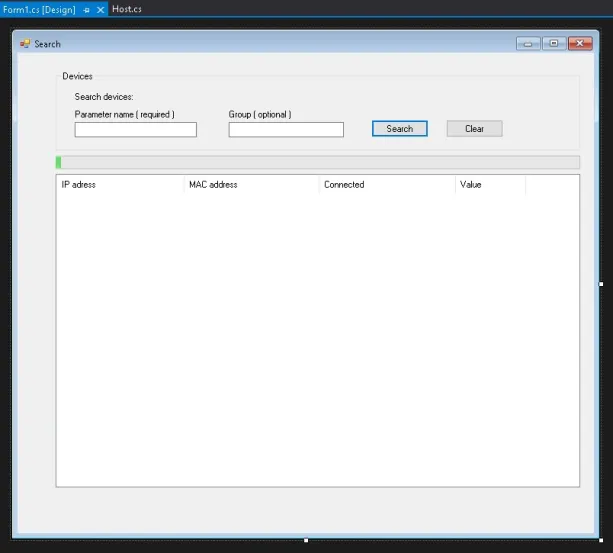 Form1.cs [Design] Host.cs
Search
Devices
Search devices:
Parameter name ( required ) Group ( optional )
Search Clear
IP adress MAC address Connected Value